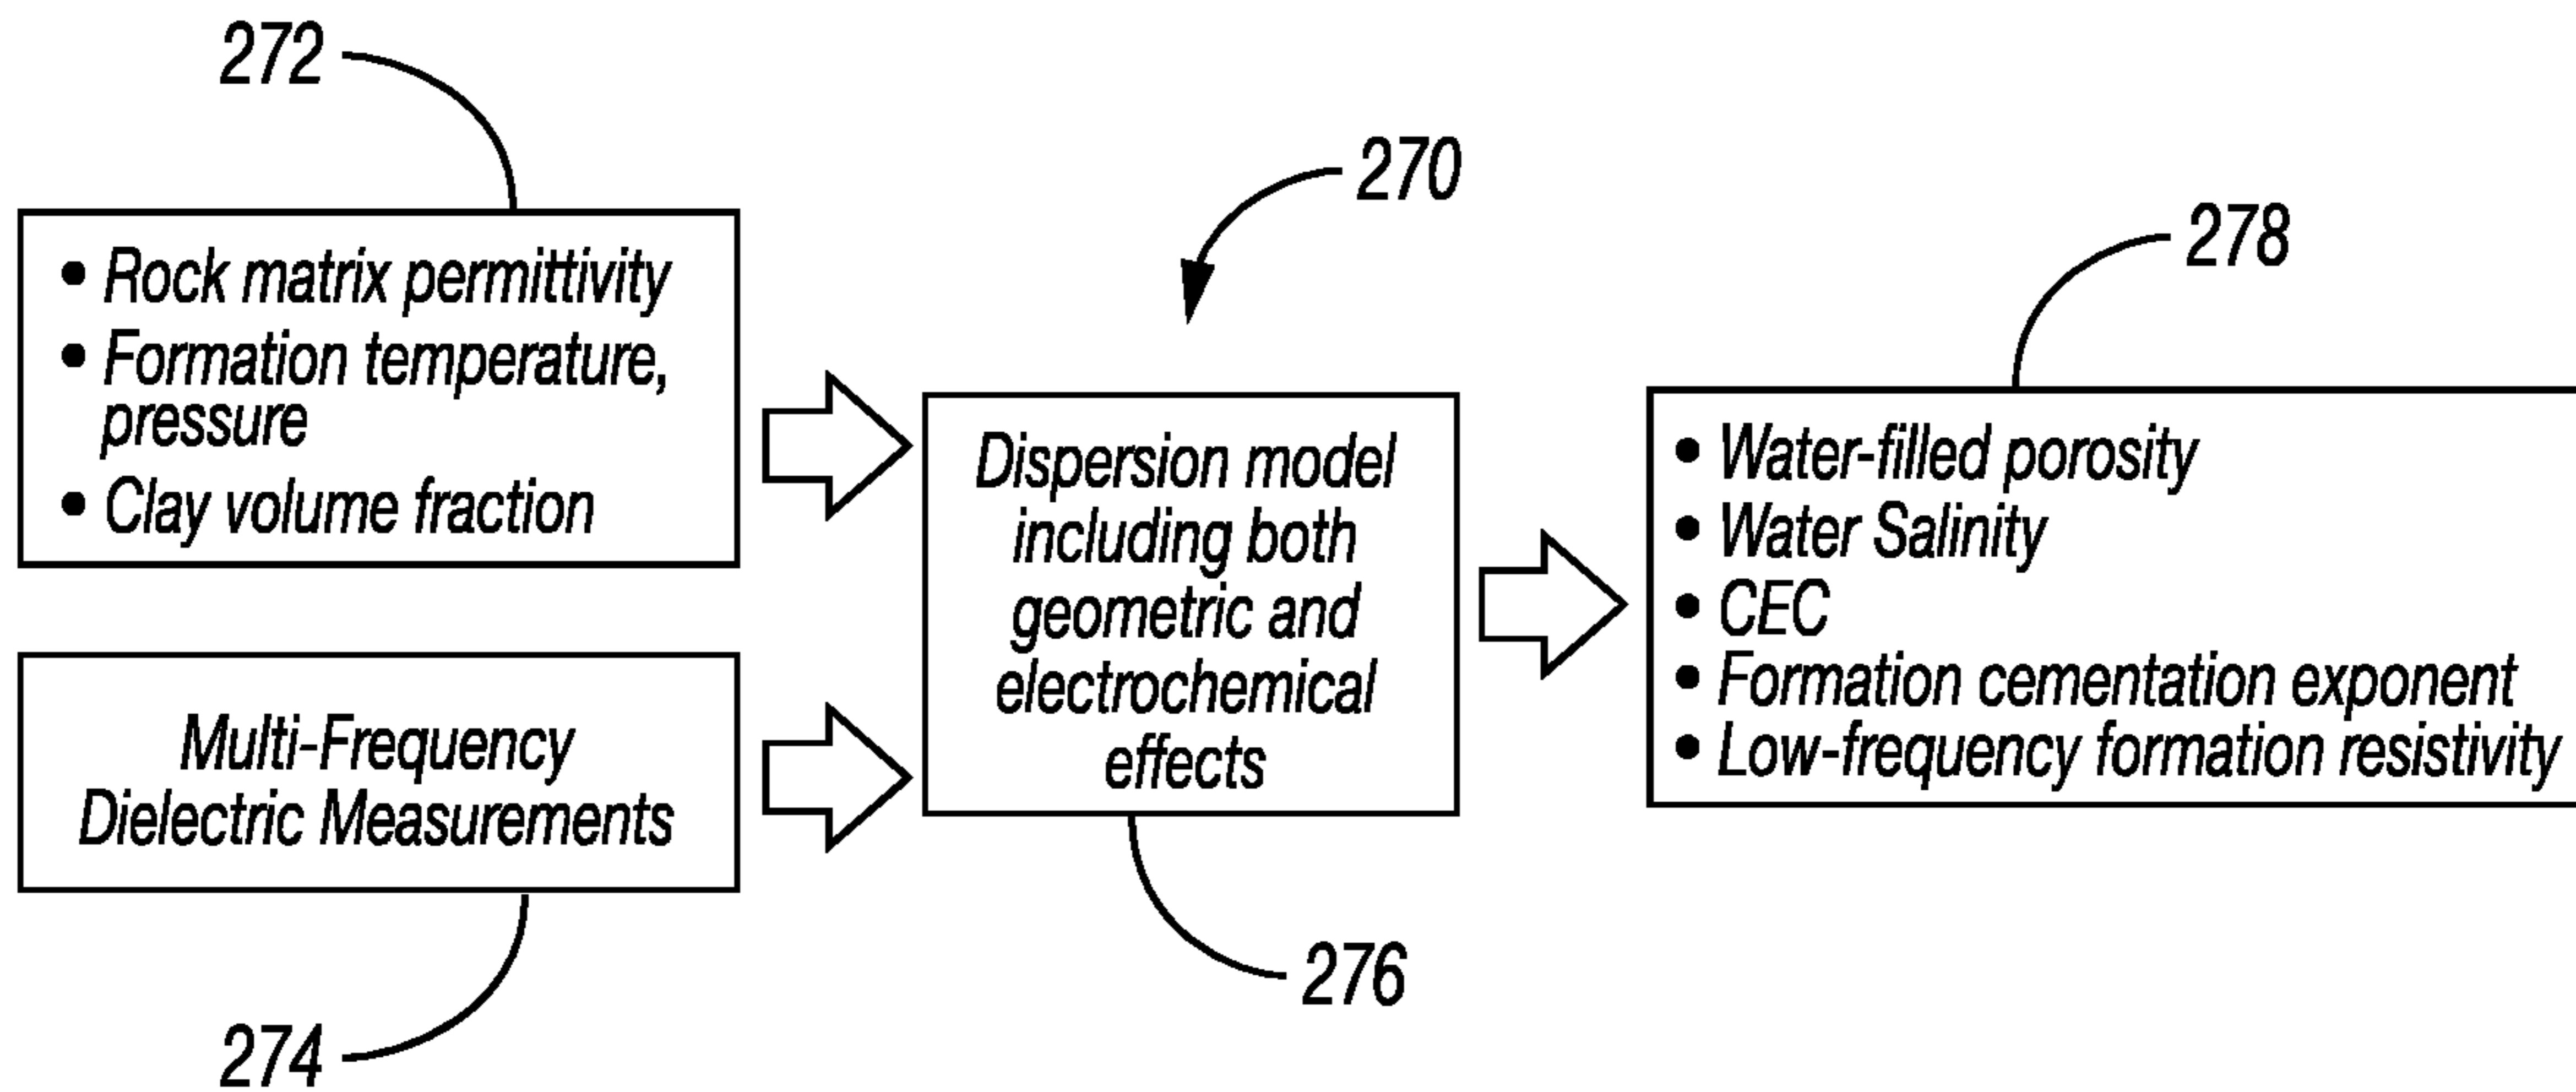 272
• Rock matrix permittivity
• Formation temperature,
pressure
• Clay volume fraction
Multi-Frequency
Dielectric Measurements
274
270
Dispersion model
including both
geometric and
electrochemical
effects
276
278
• Water-filled porosity
• Water Salinity
• CEC
• Formation cementation exponent
• Low-frequency formation resistivity